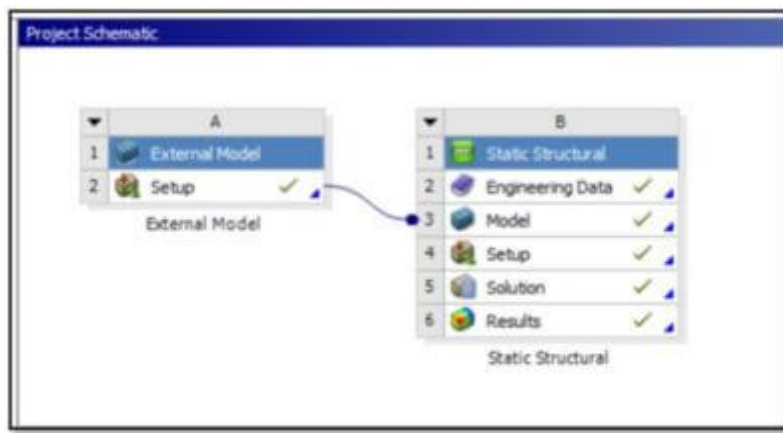 Project Schematic
A
1 External Model
2 Setup
External Model
B
1 Static Structural
2 Engineering Data
3 Model
4 Setup
5 Solution
6 Results
Static Structural